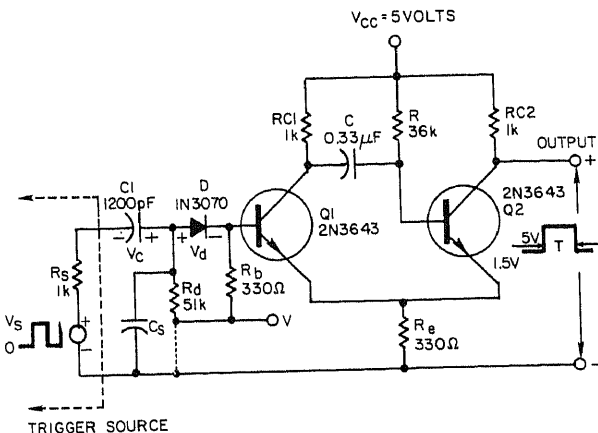 VCC = 5 VOLTS
RC1
1k
C
0.33µF
R
36k
RC2
1k
OUTPUT
+
C1
1200pF
D
1N3070
Q1
2N3643
2N3643
Q2
5V
T
1.5V
- +
VC
+ -
Vd
RS
1k
Rd
51k
Rb
330Ω
V
CS
Re
330Ω
VS
0
+
-
-
TRIGGER SOURCE